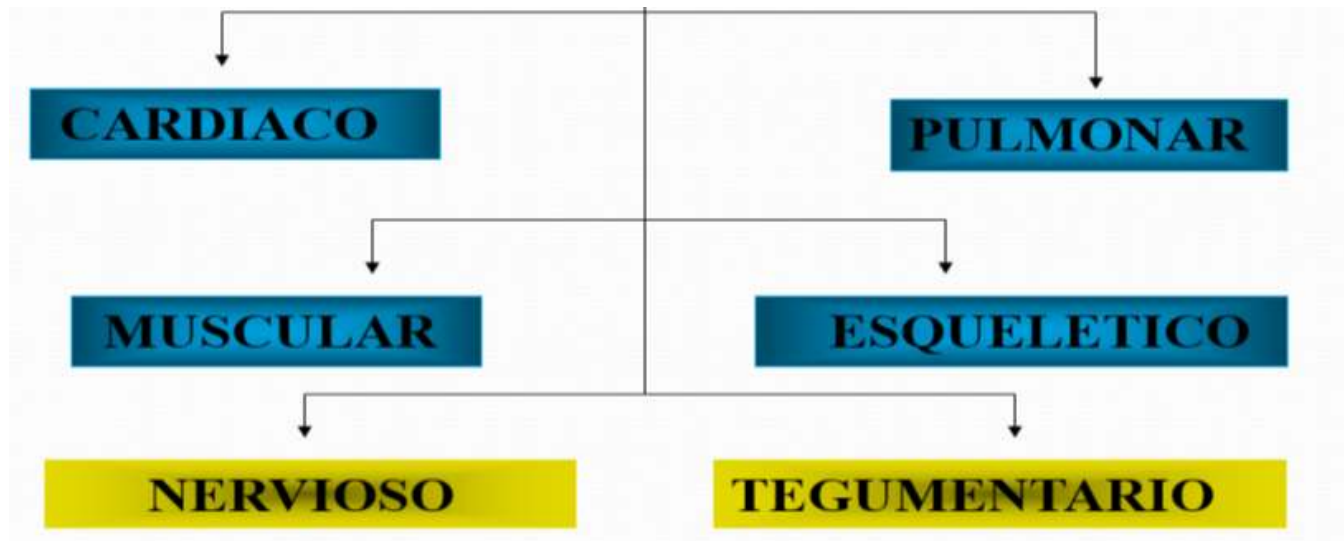 CARDIACO
PULMONAR
MUSCULAR
ESQUELETICO
NERVIOSO
TEGUMENTARIO